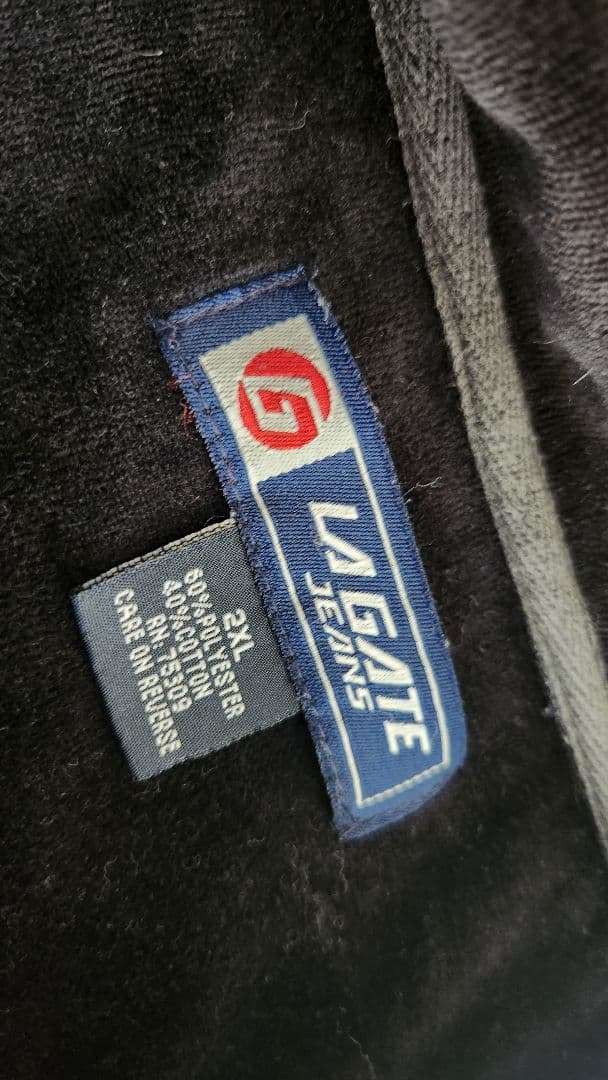 LA GATE
JEANS
2XL
60% POLYESTER
40% COTTON
RN: 75309
CARE ON REVERSE